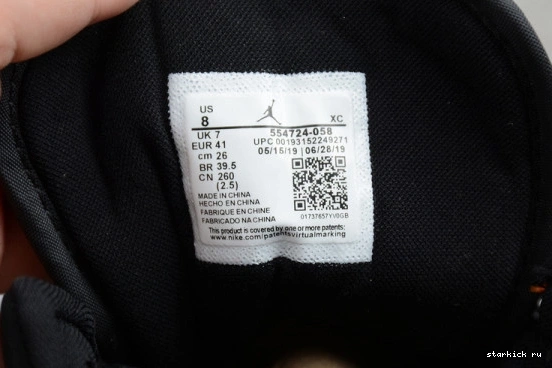 US
8 XC
UK 7 554724-058
EUR 41 UPC 00193152249271
cm 26 05/15/19 | 06/28/19
BR 39.5
CN 260
(2.5)
MADE IN CHINA
HECHO EN CHINA
FABRIQUE EN CHINE
FABRICADO NA CHINA
01737657YV0GB
This product is covered by one or more patents:
www.nike.com/patentsvirtualmarking
starkick ru